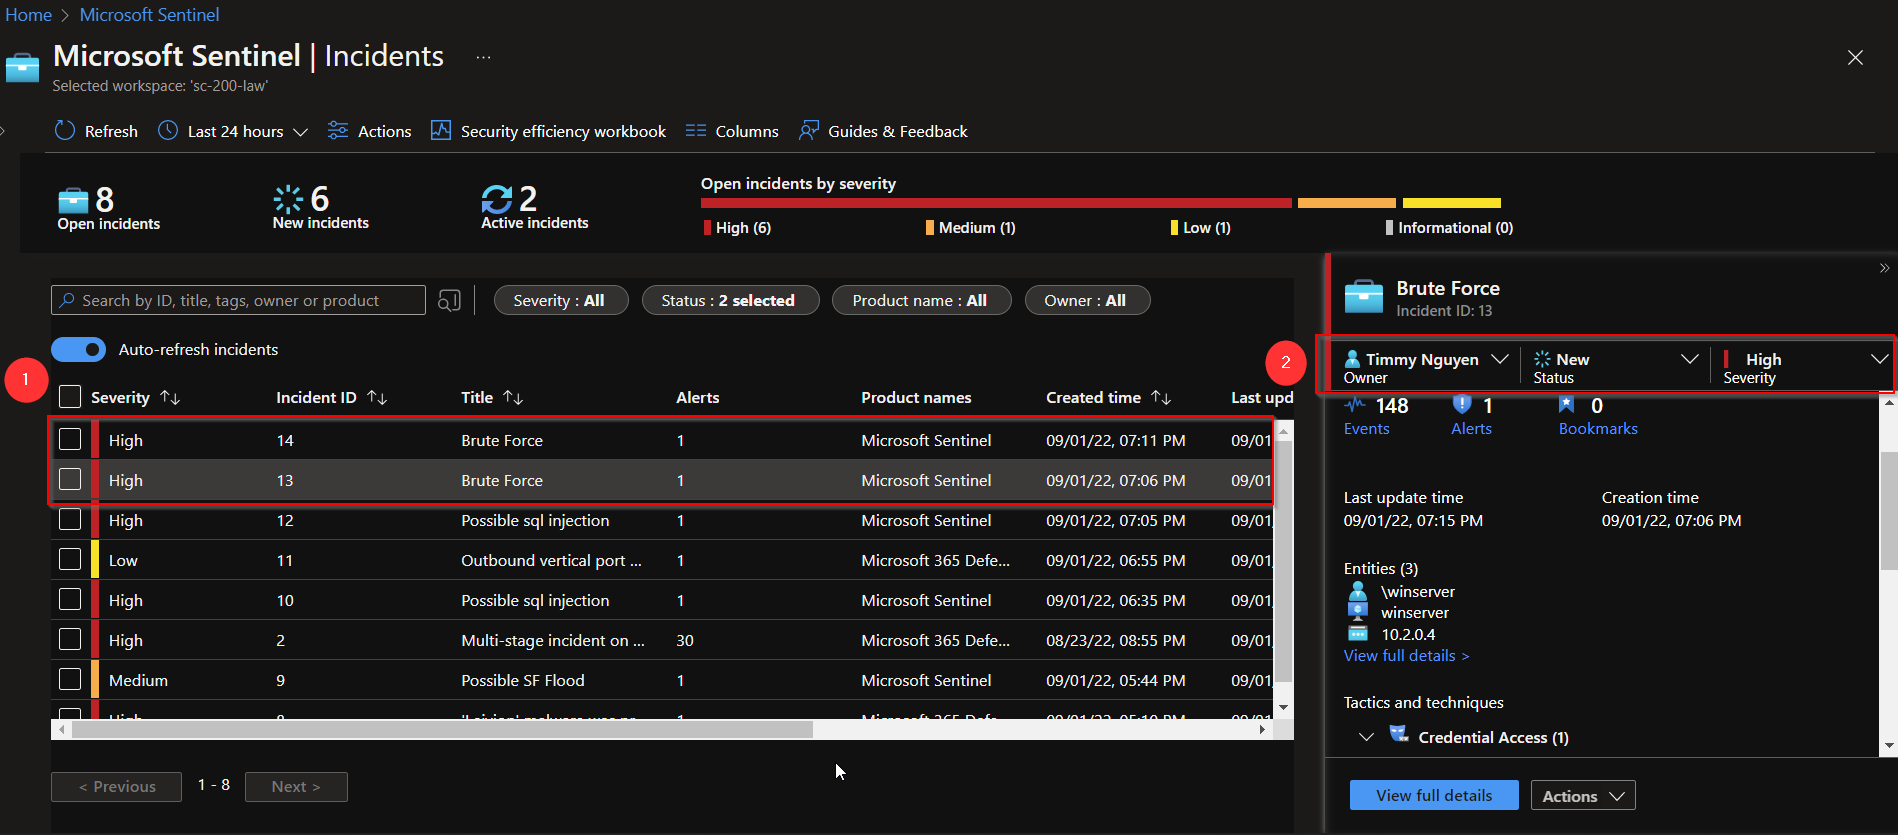 Home > Microsoft Sentinel
Microsoft Sentinel | Incidents ...
Selected workspace: 'sc-200-law'
Refresh Last 24 hours Actions Security efficiency workbook Columns Guides & Feedback
8 Open incidents
6 New incidents
2 Active incidents
Open incidents by severity
High (6) Medium (1) Low (1) Informational (0)
Search by ID, title, tags, owner or product
Severity : All Status : 2 selected Product name : All Owner : All
Auto-refresh incidents
1
Severity Incident ID Title Alerts Product names Created time Last upd
High 14 Brute Force 1 Microsoft Sentinel 09/01/22, 07:11 PM 09/01
High 13 Brute Force 1 Microsoft Sentinel 09/01/22, 07:06 PM 09/01
High 12 Possible sql injection 1 Microsoft Sentinel 09/01/22, 07:05 PM 09/01,
Low 11 Outbound vertical port ... 1 Microsoft 365 Defe... 09/01/22, 06:55 PM 09/01,
High 10 Possible sql injection 1 Microsoft Sentinel 09/01/22, 06:35 PM 09/01,
High 2 Multi-stage incident on ... 30 Microsoft 365 Defe... 08/23/22, 08:55 PM 09/01,
Medium 9 Possible SF Flood 1 Microsoft Sentinel 09/01/22, 05:44 PM 09/01,
High 8 malware was 1 Microsoft 365 Defe...
< Previous 1 - 8 Next >
Brute Force
Incident ID: 13
2
Timmy Nguyen New High
Owner Status Severity
148 1 0
Events Alerts Bookmarks
Last update time Creation time
09/01/22, 07:15 PM 09/01/22, 07:06 PM
Entities (3)
\winserver
winserver
10.2.0.4
View full details >
Tactics and techniques
Credential Access (1)
View full details Actions